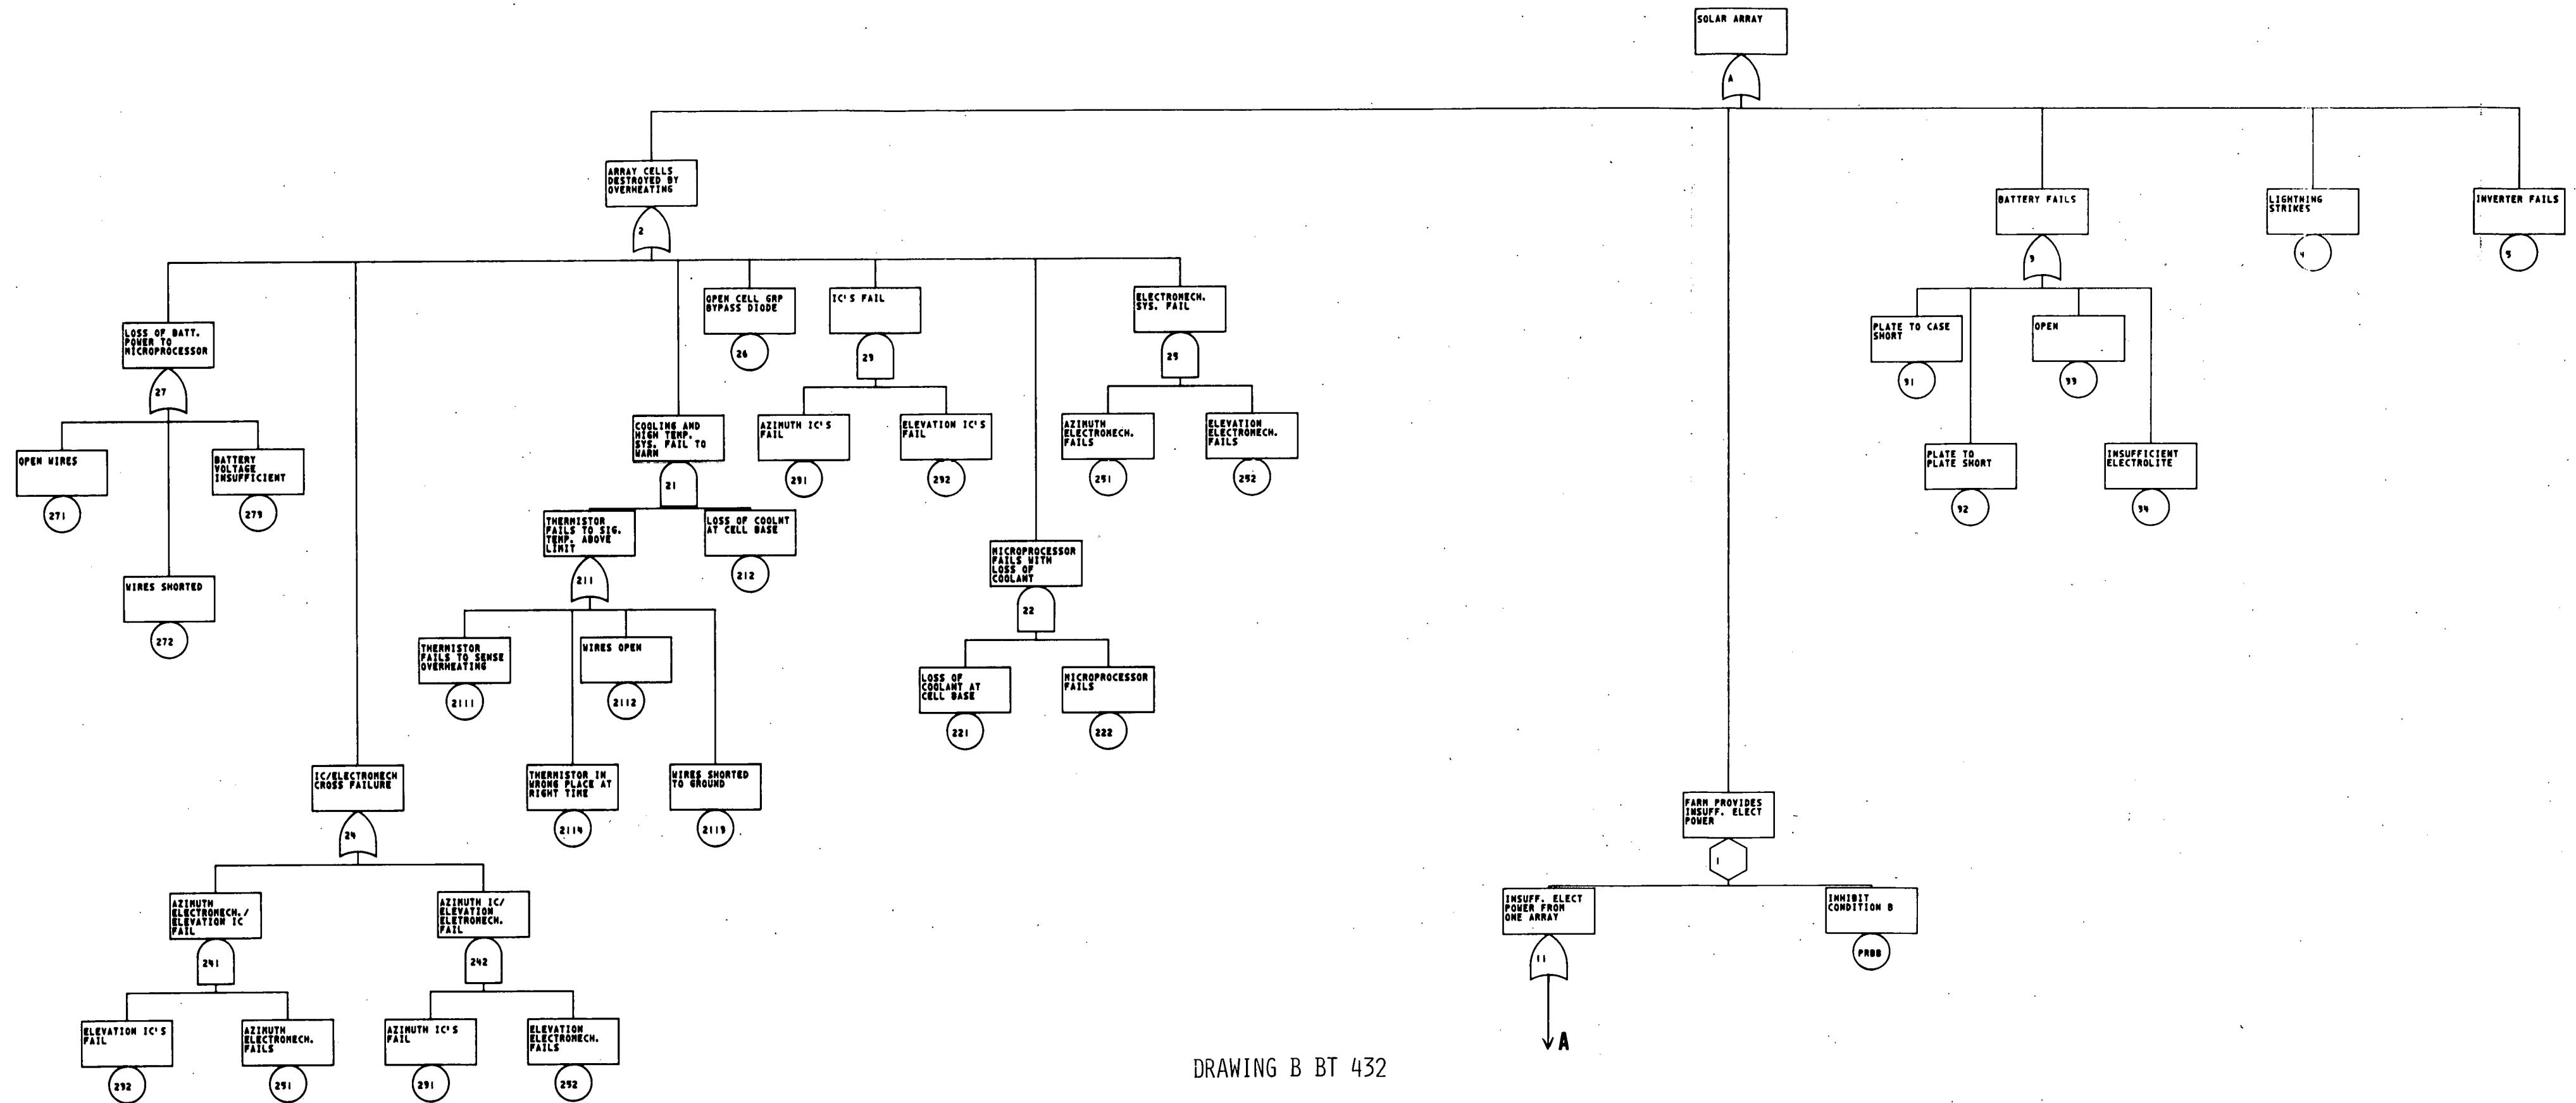 SOLAR ARRAY
A
ARRAY CELLS
DESTROYED BY
OVERHEATING
2
BATTERY FAILS
3
LIGHTNING
STRIKES
4
INVERTER FAILS
5
LOSS OF BATT.
POWER TO
MICROPROCESSOR
27
OPEN CELL GRP
BYPASS DIODE
26
IC'S FAIL
23
ELECTROMECH.
SYS. FAIL
25
PLATE TO CASE
SHORT
31
OPEN
33
OPEN WIRES
271
BATTERY
VOLTAGE
INSUFFICIENT
273
COOLING AND
HIGH TEMP.
SYS. FAIL TO
WARN
21
AZIMUTH IC'S
FAIL
231
ELEVATION IC'S
FAIL
232
AZIMUTH
ELECTROMECH.
FAILS
251
ELEVATION
ELECTROMECH.
FAILS
252
PLATE TO
PLATE SHORT
32
INSUFFICIENT
ELECTROLITE
34
WIRES SHORTED
272
THERMISTOR
FAILS TO SIG.
TEMP. ABOVE
LIMIT
211
LOSS OF COOLNT
AT CELL BASE
212
MICROPROCESSOR
FAILS WITH
LOSS OF
COOLANT
22
THERMISTOR
FAILS TO SENSE
OVERHEATING
2111
WIRES OPEN
2112
LOSS OF
COOLANT AT
CELL BASE
221
MICROPROCESSOR
FAILS
222
IC/ELECTROMECH
CROSS FAILURE
24
THERMISTOR IN
WRONG PLACE AT
RIGHT TIME
2114
WIRES SHORTED
TO GROUND
2113
FARM PROVIDES
INSUFF. ELECT
POWER
1
AZIMUTH
ELECTROMECH./
ELEVATION IC
FAIL
241
AZIMUTH IC/
ELEVATION
ELETROMECH.
FAIL
242
INSUFF. ELECT
POWER FROM
ONE ARRAY
11
INHIBIT
CONDITION B
PRBB
A
ELEVATION IC'S
FAIL
232
AZIMUTH
ELECTROMECH.
FAILS
251
AZIMUTH IC'S
FAIL
231
ELEVATION
ELECTROMECH.
FAILS
252
DRAWING B BT 432